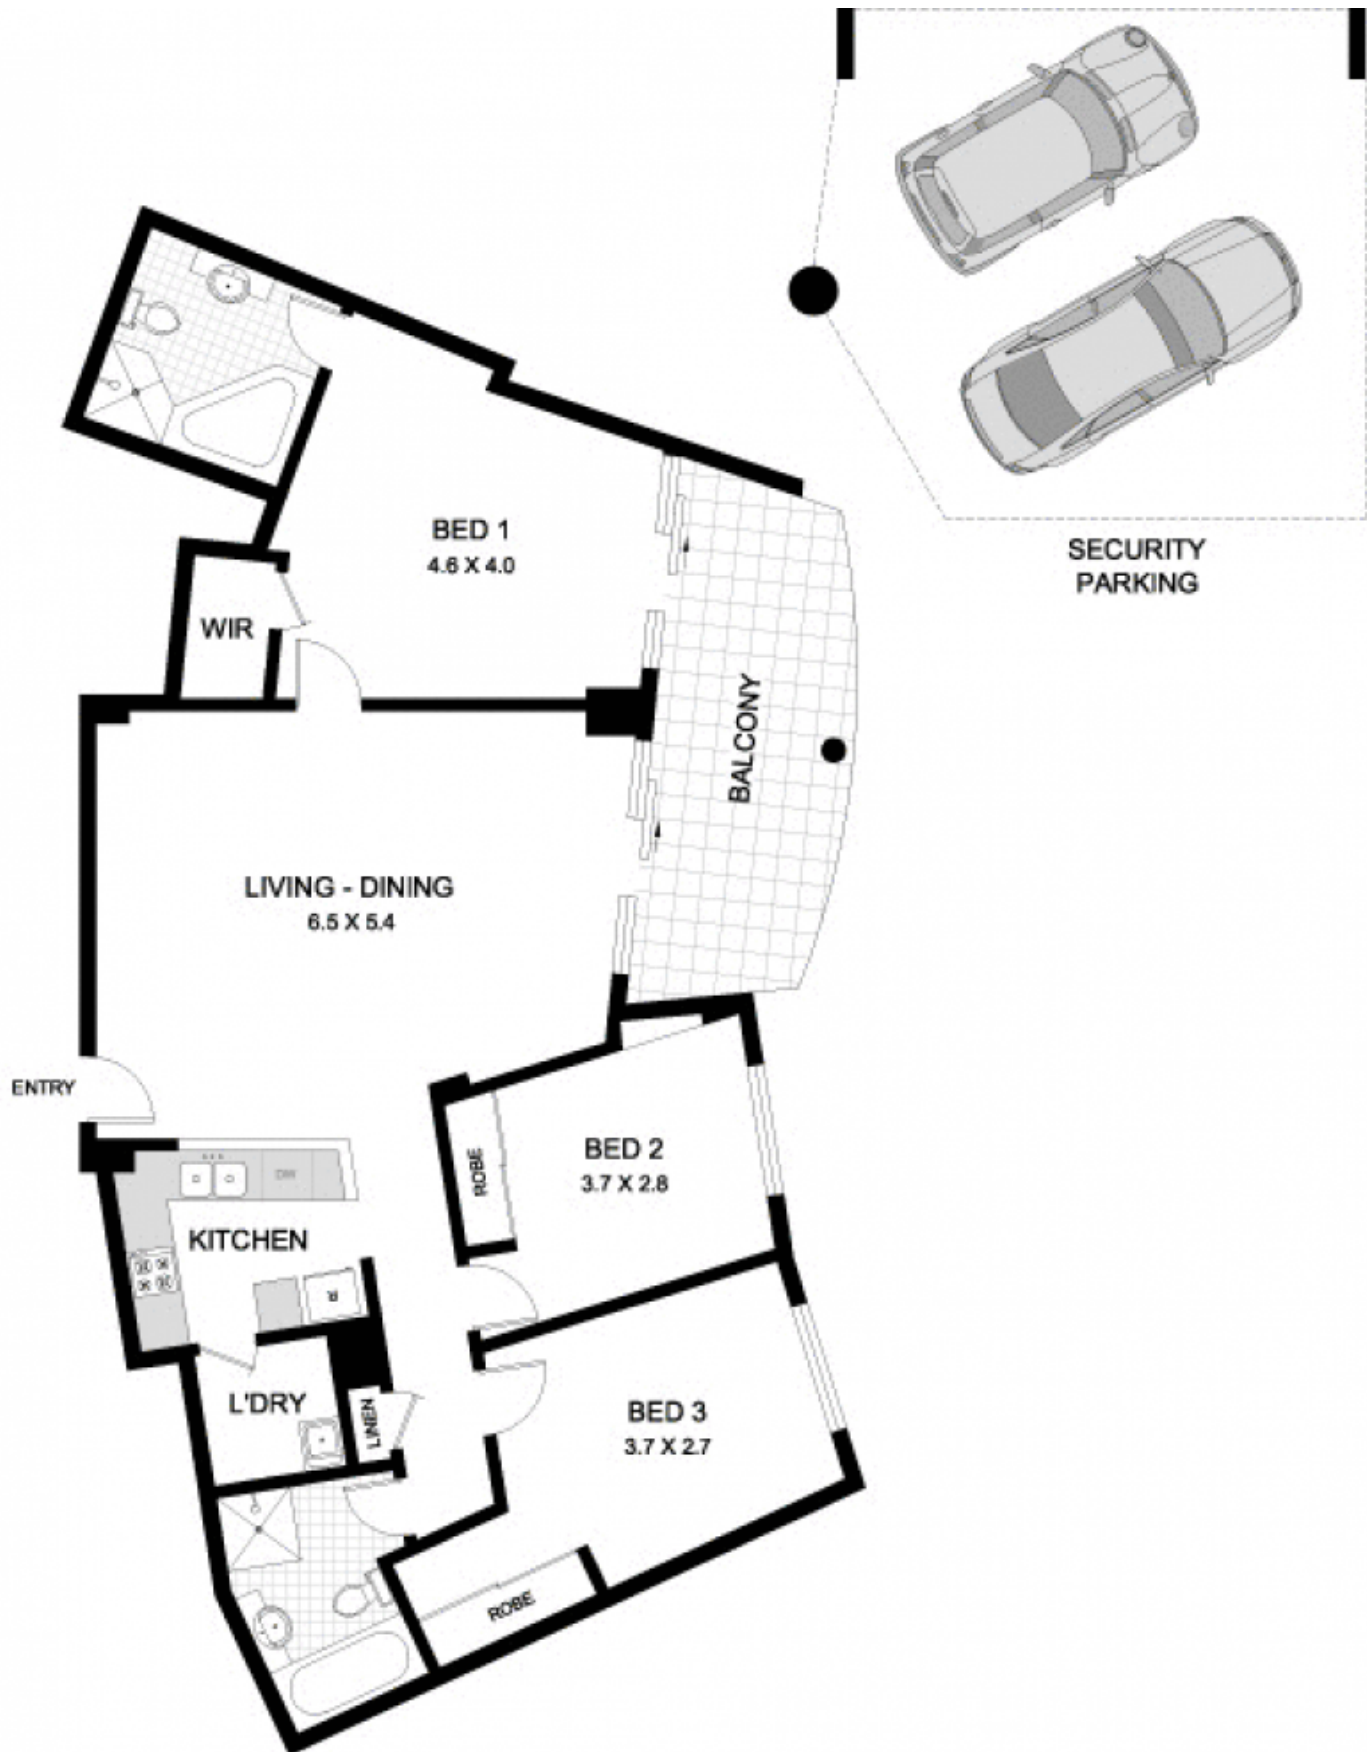 SECURITY
PARKING
BED 1
4.6 X 4.0
WIR
BALCONY
LIVING - DINING
6.5 X 5.4
ENTRY
BED 2
3.7 X 2.8
ROBE
DW
KITCHEN
R
L'DRY
LINEN
BED 3
3.7 X 2.7
ROBE